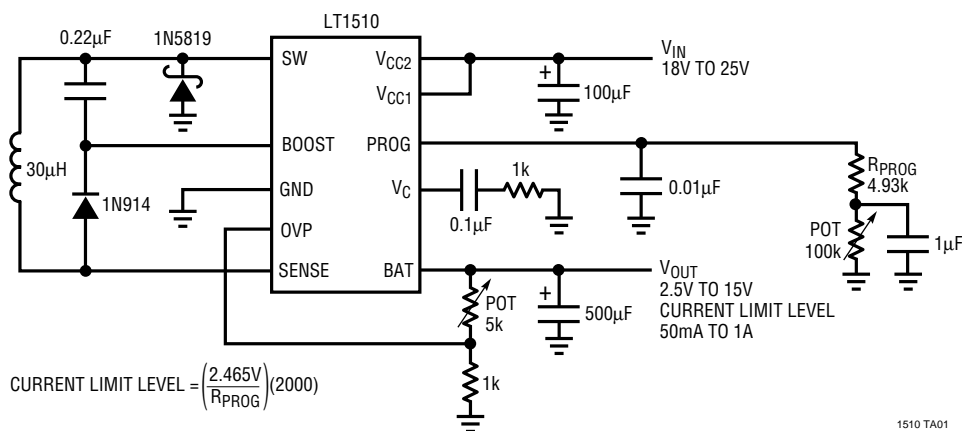 LT1510
0.22µF
1N5819
SW
VCC2
VIN
18V TO 25V
VCC1
+
100µF
BOOST
PROG
30µH
1N914
GND
VC
1k
0.1µF
0.01µF
RPROG
4.93k
POT
100k
1µF
OVP
SENSE
BAT
VOUT
2.5V TO 15V
CURRENT LIMIT LEVEL
50mA TO 1A
POT
5k
+
500µF
1k
CURRENT LIMIT LEVEL = (2.465V / RPROG)(2000)
1510 TA01